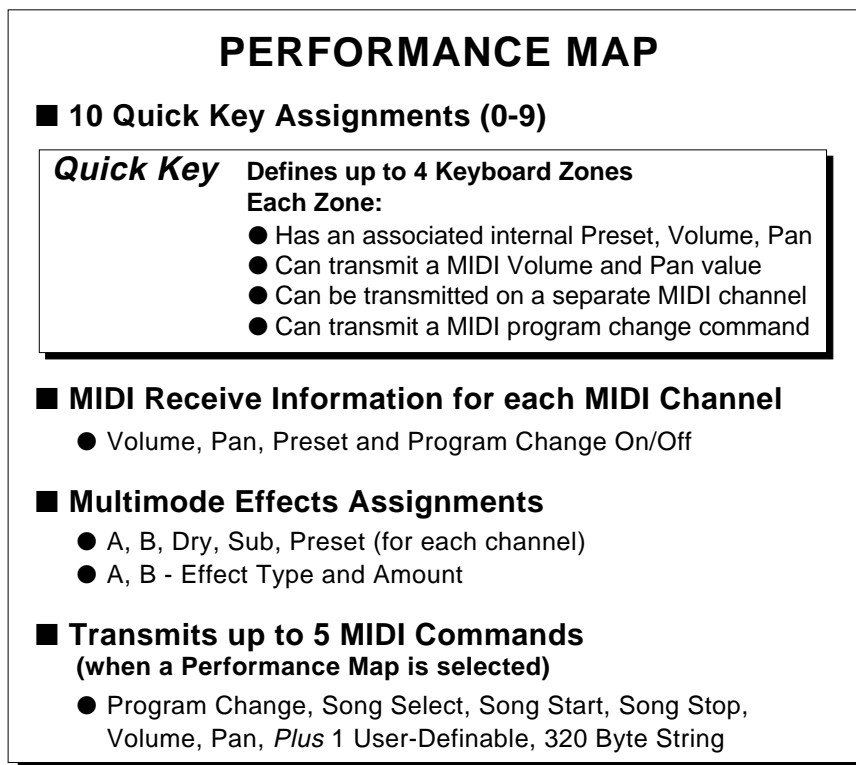 PERFORMANCE MAP
■ 10 Quick Key Assignments (0-9)
Quick Key Defines up to 4 Keyboard Zones
Each Zone:
● Has an associated internal Preset, Volume, Pan
● Can transmit a MIDI Volume and Pan value
● Can be transmitted on a separate MIDI channel
● Can transmit a MIDI program change command
■ MIDI Receive Information for each MIDI Channel
● Volume, Pan, Preset and Program Change On/Off
■ Multimode Effects Assignments
● A, B, Dry, Sub, Preset (for each channel)
● A, B - Effect Type and Amount
■ Transmits up to 5 MIDI Commands
(when a Performance Map is selected)
● Program Change, Song Select, Song Start, Song Stop,
Volume, Pan, Plus 1 User-Definable, 320 Byte String